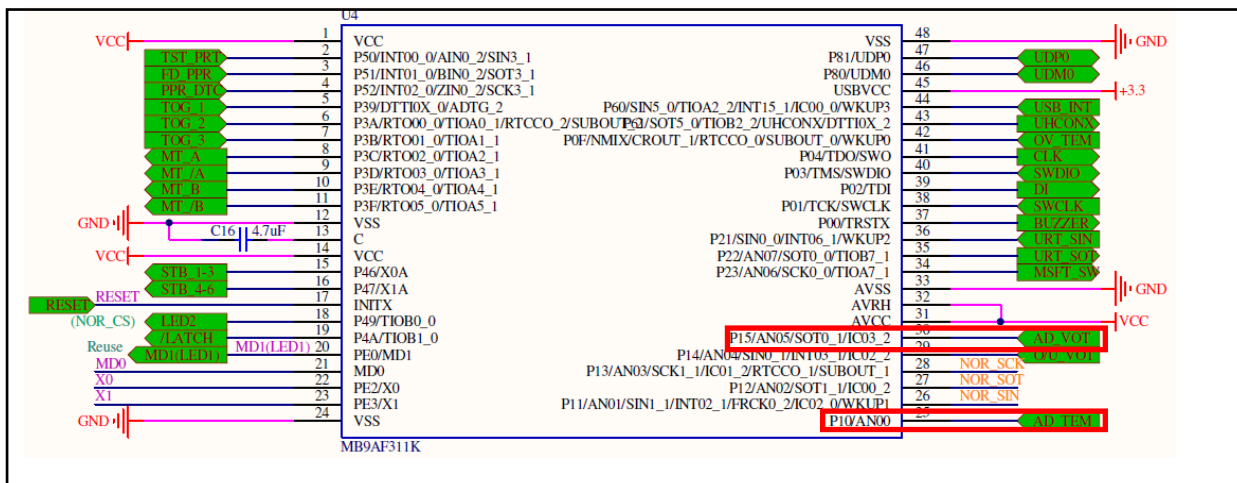 U4
VCC 1 VCC VSS 48 GND
TST_PRT 2 P50/INT00_0/AIN0_2/SIN3_1 P81/UDP0 47 UDP0
FD_PPR 3 P51/INT01_0/BIN0_2/SOT3_1 P80/UDM0 46 UDM0
PPR_DTC 4 P52/INT02_0/ZIN0_2/SCK3_1 USBVCC 45 +3.3
TOG_1 5 P39/DTTI0X_0/ADTG_2 P60/SIN5_0/TIOA2_2/INT15_1/IC00_0/WKUP3 44 USB_INT
TOG_2 6 P3A/RTO00_0/TIOA0_1/RTCCO_2/SUBOUT_2 P61/SOT5_0/TIOB2_2/UHCONX/DTTI0X_2 43 UHCONX
TOG_3 7 P3B/RTO01_0/TIOA1_1 P0F/NMIX/CROUT_1/RTCCO_0/SUBOUT_0/WKUP0 42 OV_TEM
MT_A 8 P3C/RTO02_0/TIOA2_1 P04/TDO/SWO 41 CLK
MT_/A 9 P3D/RTO03_0/TIOA3_1 P03/TMS/SWDIO 40 SWDIO
MT_B 10 P3E/RTO04_0/TIOA4_1 P02/TDI 39 DI
MT_/B 11 P3F/RTO05_0/TIOA5_1 P01/TCK/SWCLK 38 SWCLK
GND 12 VSS P00/TRSTX 37 BUZZER
C16 4.7uF 13 C P21/SIN0_0/INT06_1/WKUP2 36 URT_SIN
VCC 14 VCC P22/AN07/SOT0_0/TIOB7_1 35 URT_SOT
STB_1-3 15 P46/X0A P23/AN06/SCK0_0/TIOA7_1 34 MSFT_SW
STB_4-6 16 P47/X1A AVSS 33 GND
RESET RESET 17 INITX AVRH 32
(NOR_CS) LED2 18 P49/TIOB0_0 AVCC 31 VCC
/LATCH 19 P4A/TIOB1_0 P15/AN05/SOT0_1/IC03_2 30 AD_VOT
Reuse MD1(LED1) MD1(LED1) 20 PE0/MD1 P14/AN04/SIN0_1/INT03_1/IC02_2 29 O/U_VOT
MD0 21 MD0 P13/AN03/SCK1_1/IC01_2/RTCCO_1/SUBOUT_1 28 NOR_SCK
X0 22 PE2/X0 P12/AN02/SOT1_1/IC00_2 27 NOR_SOT
X1 23 PE3/X1 P11/AN01/SIN1_1/INT02_1/FRCK0_2/IC02_0/WKUP1 26 NOR_SIN
GND 24 VSS P10/AN00 25 AD_TEM
MB9AF311K